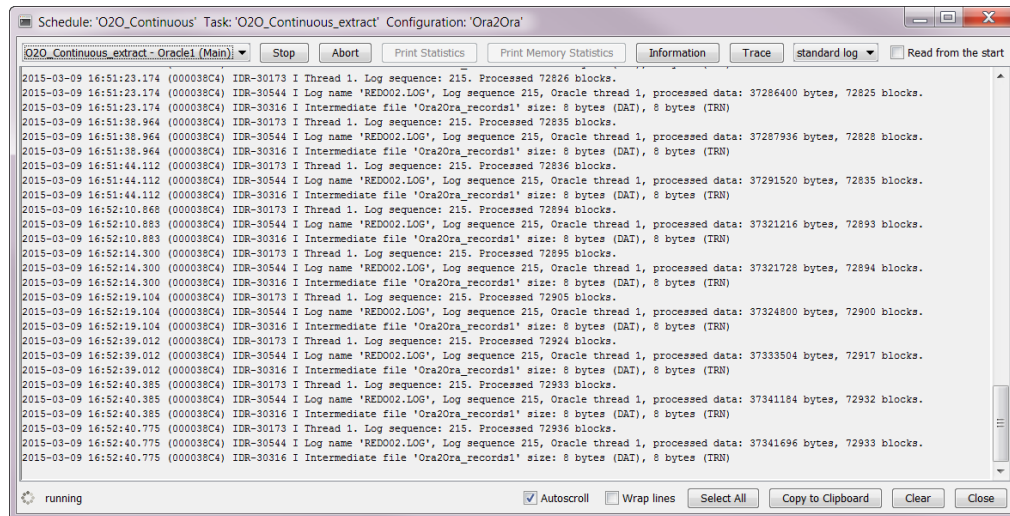 Schedule: 'O2O_Continuous' Task: 'O2O_Continuous_extract' Configuration: 'Ora2Ora'
O2O_Continuous_extract - Oracle1 (Main) Stop Abort Print Statistics Print Memory Statistics Information Trace standard log Read from the start
2015-03-09 16:51:23.174 (000038C4) IDR-30173 I Thread 1. Log sequence: 215. Processed 72826 blocks.
2015-03-09 16:51:23.174 (000038C4) IDR-30544 I Log name 'REDO02.LOG', Log sequence 215, Oracle thread 1, processed data: 37286400 bytes, 72825 blocks.
2015-03-09 16:51:23.174 (000038C4) IDR-30316 I Intermediate file 'Ora2Ora_records1' size: 8 bytes (DAT), 8 bytes (TRN)
2015-03-09 16:51:38.964 (000038C4) IDR-30173 I Thread 1. Log sequence: 215. Processed 72835 blocks.
2015-03-09 16:51:38.964 (000038C4) IDR-30544 I Log name 'REDO02.LOG', Log sequence 215, Oracle thread 1, processed data: 37287936 bytes, 72828 blocks.
2015-03-09 16:51:38.964 (000038C4) IDR-30316 I Intermediate file 'Ora2Ora_records1' size: 8 bytes (DAT), 8 bytes (TRN)
2015-03-09 16:51:44.112 (000038C4) IDR-30173 I Thread 1. Log sequence: 215. Processed 72836 blocks.
2015-03-09 16:51:44.112 (000038C4) IDR-30544 I Log name 'REDO02.LOG', Log sequence 215, Oracle thread 1, processed data: 37291520 bytes, 72835 blocks.
2015-03-09 16:51:44.112 (000038C4) IDR-30316 I Intermediate file 'Ora2Ora_records1' size: 8 bytes (DAT), 8 bytes (TRN)
2015-03-09 16:52:10.868 (000038C4) IDR-30173 I Thread 1. Log sequence: 215. Processed 72894 blocks.
2015-03-09 16:52:10.883 (000038C4) IDR-30544 I Log name 'REDO02.LOG', Log sequence 215, Oracle thread 1, processed data: 37321216 bytes, 72893 blocks.
2015-03-09 16:52:10.883 (000038C4) IDR-30316 I Intermediate file 'Ora2Ora_records1' size: 8 bytes (DAT), 8 bytes (TRN)
2015-03-09 16:52:14.300 (000038C4) IDR-30173 I Thread 1. Log sequence: 215. Processed 72895 blocks.
2015-03-09 16:52:14.300 (000038C4) IDR-30544 I Log name 'REDO02.LOG', Log sequence 215, Oracle thread 1, processed data: 37321728 bytes, 72894 blocks.
2015-03-09 16:52:14.300 (000038C4) IDR-30316 I Intermediate file 'Ora2Ora_records1' size: 8 bytes (DAT), 8 bytes (TRN)
2015-03-09 16:52:19.104 (000038C4) IDR-30173 I Thread 1. Log sequence: 215. Processed 72905 blocks.
2015-03-09 16:52:19.104 (000038C4) IDR-30544 I Log name 'REDO02.LOG', Log sequence 215, Oracle thread 1, processed data: 37324800 bytes, 72900 blocks.
2015-03-09 16:52:19.104 (000038C4) IDR-30316 I Intermediate file 'Ora2Ora_records1' size: 8 bytes (DAT), 8 bytes (TRN)
2015-03-09 16:52:39.012 (000038C4) IDR-30173 I Thread 1. Log sequence: 215. Processed 72924 blocks.
2015-03-09 16:52:39.012 (000038C4) IDR-30544 I Log name 'REDO02.LOG', Log sequence 215, Oracle thread 1, processed data: 37333504 bytes, 72917 blocks.
2015-03-09 16:52:39.012 (000038C4) IDR-30316 I Intermediate file 'Ora2Ora_records1' size: 8 bytes (DAT), 8 bytes (TRN)
2015-03-09 16:52:40.385 (000038C4) IDR-30173 I Thread 1. Log sequence: 215. Processed 72933 blocks.
2015-03-09 16:52:40.385 (000038C4) IDR-30544 I Log name 'REDO02.LOG', Log sequence 215, Oracle thread 1, processed data: 37341184 bytes, 72932 blocks.
2015-03-09 16:52:40.385 (000038C4) IDR-30316 I Intermediate file 'Ora2Ora_records1' size: 8 bytes (DAT), 8 bytes (TRN)
2015-03-09 16:52:40.775 (000038C4) IDR-30173 I Thread 1. Log sequence: 215. Processed 72936 blocks.
2015-03-09 16:52:40.775 (000038C4) IDR-30544 I Log name 'REDO02.LOG', Log sequence 215, Oracle thread 1, processed data: 37341696 bytes, 72933 blocks.
2015-03-09 16:52:40.775 (000038C4) IDR-30316 I Intermediate file 'Ora2Ora_records1' size: 8 bytes (DAT), 8 bytes (TRN)
running Autoscroll Wrap lines Select All Copy to Clipboard Clear Close